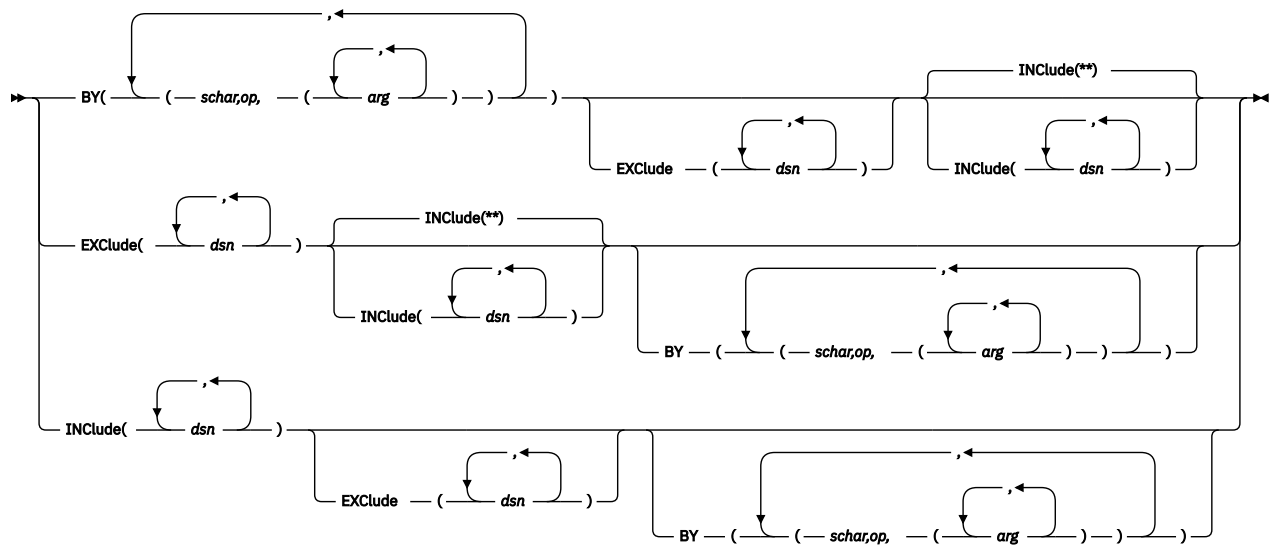 ,
, INClude(**)
BY( ( schar,op, ( arg ) ) )
, ,
EXClude ( dsn ) INClude( dsn )
, INClude(**)
EXClude( dsn )
, ,
INClude( dsn ) ,
BY ( ( schar,op, ( arg ) ) )
,
INClude( dsn )
, ,
EXClude ( dsn ) ,
BY ( ( schar,op, ( arg ) ) )